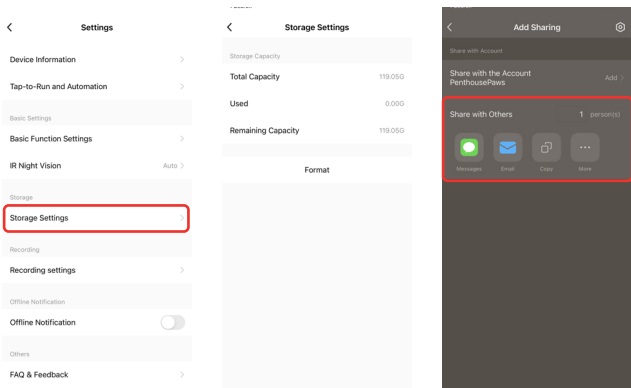 Settings
Device Information
Tap-to-Run and Automation
Basic Settings
Basic Function Settings
IR Night Vision Auto
Storage
Storage Settings
Recording
Recording settings
Offline Notification
Offline Notification
Others
FAQ & Feedback
Storage Settings
Storage Capacity
Total Capacity 119.05G
Used 0.00G
Remaining Capacity 119.05G
Format
Add Sharing
Share with Account
Share with the Account
PenthousePaws
Add
Share with Others 1 person(s)
Messages Email Copy More